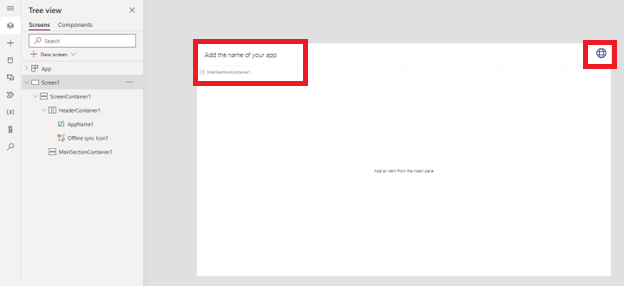 Tree view
Screens Components
Search
New screen
App
Screen1
ScreenContainer1
HeaderContainer1
AppName1
Offline sync Icon1
MainSectionContainer1
Add the name of your app
MainSectionContainer1
Add an item from the insert pane